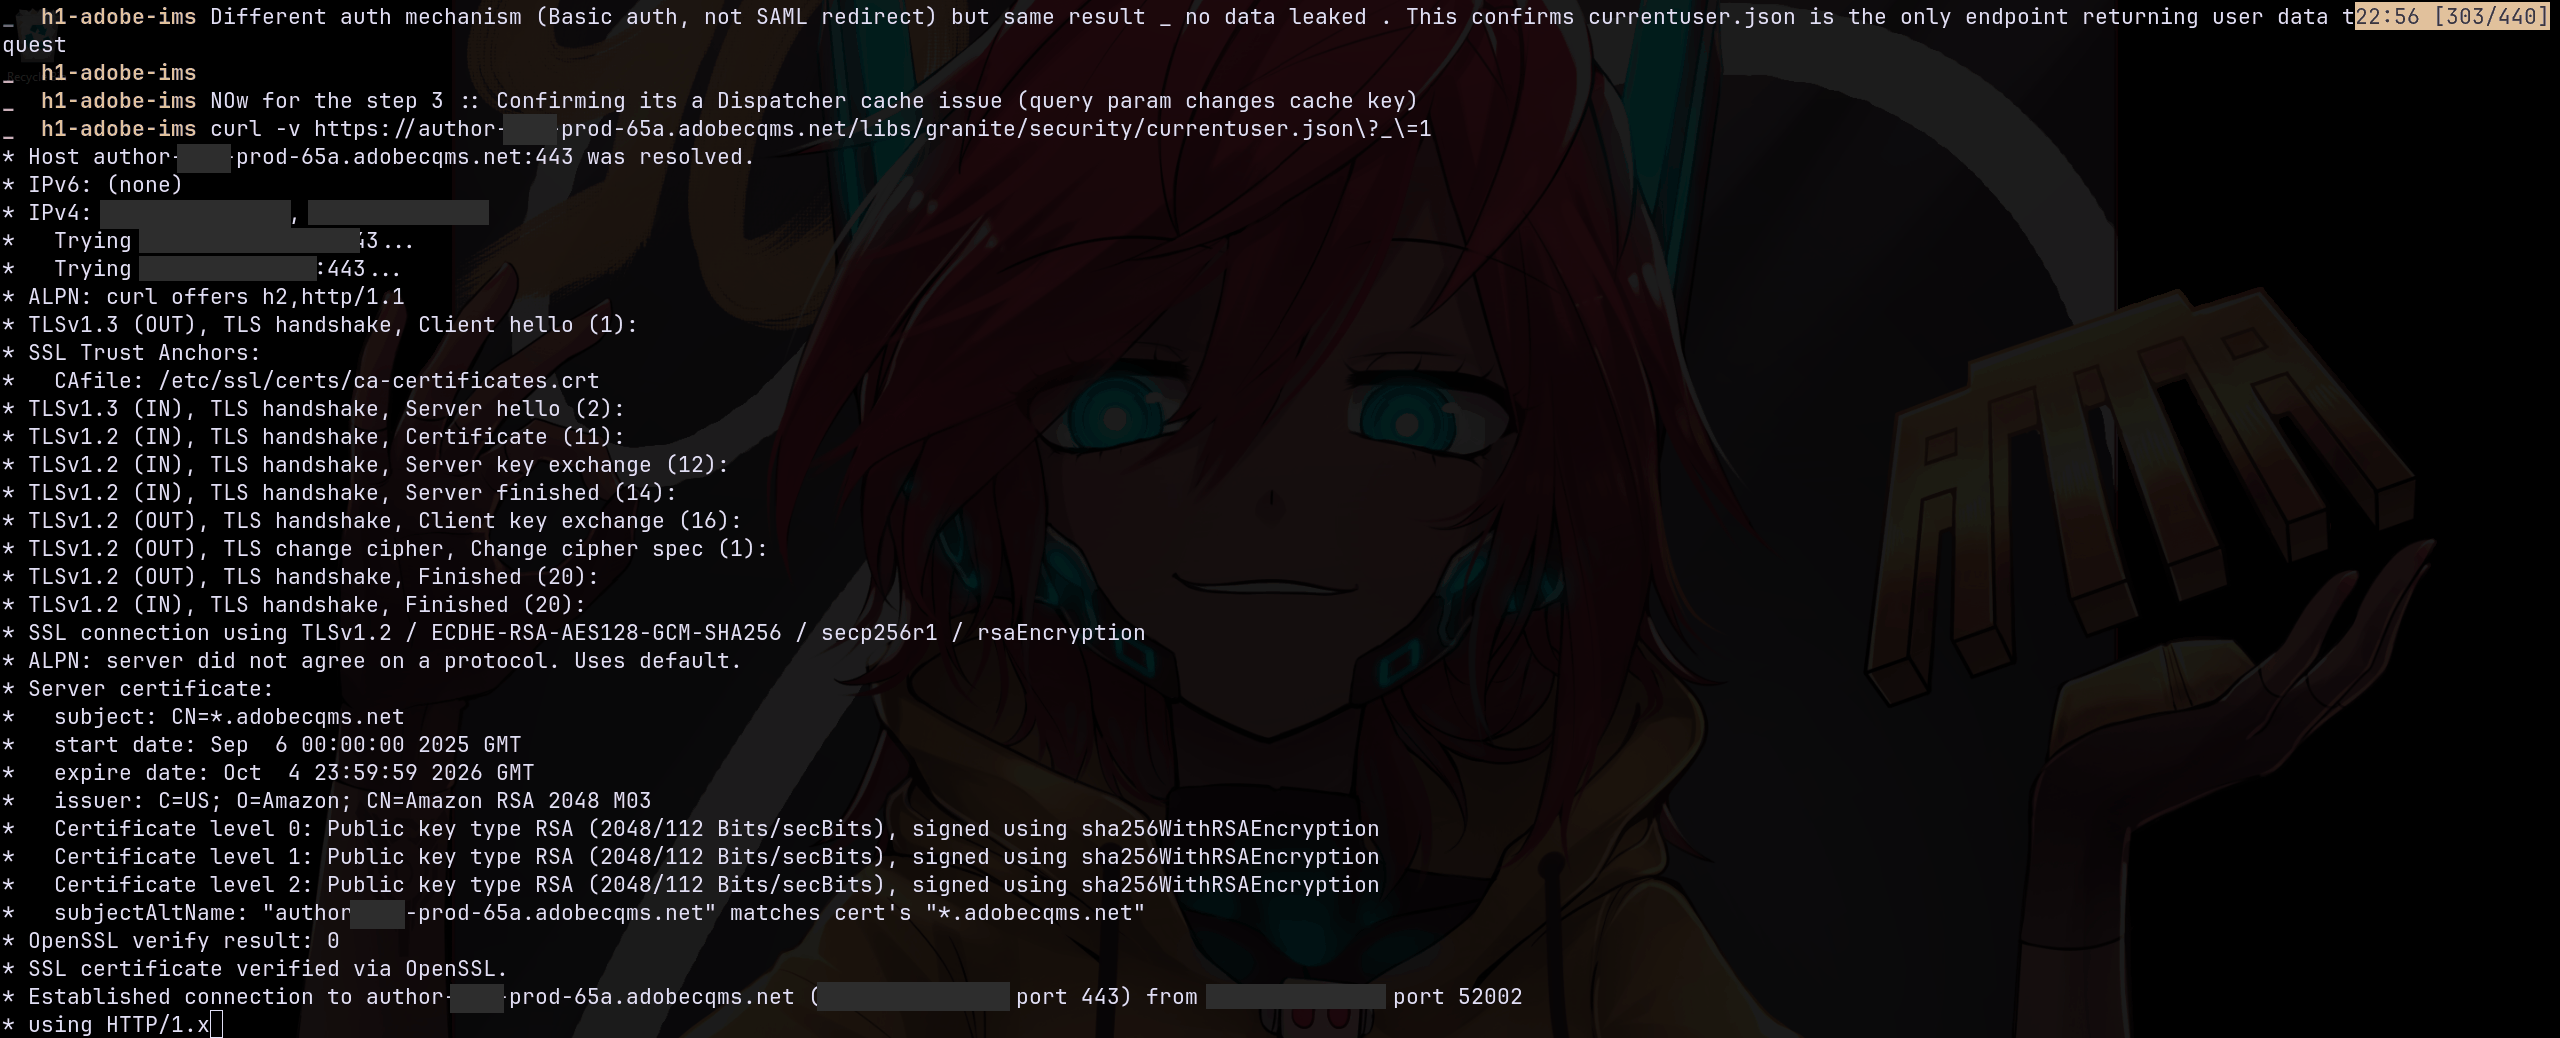 _  h1-adobe-ims Different auth mechanism (Basic auth, not SAML redirect) but same result _ no data leaked . This confirms currentuser.json is the only endpoint returning user data t22:56 [303/440]
quest
_  h1-adobe-ims
_  h1-adobe-ims NOw for the step 3 :: Confirming its a Dispatcher cache issue (query param changes cache key)
_  h1-adobe-ims curl -v https://author- -prod-65a.adobecqms.net/libs/granite/security/currentuser.json\?_\=1
* Host author- -prod-65a.adobecqms.net:443 was resolved.
* IPv6: (none)
* IPv4: ,
*   Trying 43...
*   Trying :443...
* ALPN: curl offers h2,http/1.1
* TLSv1.3 (OUT), TLS handshake, Client hello (1):
* SSL Trust Anchors:
*   CAfile: /etc/ssl/certs/ca-certificates.crt
* TLSv1.3 (IN), TLS handshake, Server hello (2):
* TLSv1.2 (IN), TLS handshake, Certificate (11):
* TLSv1.2 (IN), TLS handshake, Server key exchange (12):
* TLSv1.2 (IN), TLS handshake, Server finished (14):
* TLSv1.2 (OUT), TLS handshake, Client key exchange (16):
* TLSv1.2 (OUT), TLS change cipher, Change cipher spec (1):
* TLSv1.2 (OUT), TLS handshake, Finished (20):
* TLSv1.2 (IN), TLS handshake, Finished (20):
* SSL connection using TLSv1.2 / ECDHE-RSA-AES128-GCM-SHA256 / secp256r1 / rsaEncryption
* ALPN: server did not agree on a protocol. Uses default.
* Server certificate:
*   subject: CN=*.adobecqms.net
*   start date: Sep  6 00:00:00 2025 GMT
*   expire date: Oct  4 23:59:59 2026 GMT
*   issuer: C=US; O=Amazon; CN=Amazon RSA 2048 M03
*   Certificate level 0: Public key type RSA (2048/112 Bits/secBits), signed using sha256WithRSAEncryption
*   Certificate level 1: Public key type RSA (2048/112 Bits/secBits), signed using sha256WithRSAEncryption
*   Certificate level 2: Public key type RSA (2048/112 Bits/secBits), signed using sha256WithRSAEncryption
*   subjectAltName: "author -prod-65a.adobecqms.net" matches cert's "*.adobecqms.net"
* OpenSSL verify result: 0
* SSL certificate verified via OpenSSL.
* Established connection to author- -prod-65a.adobecqms.net ( port 443) from port 52002
* using HTTP/1.x